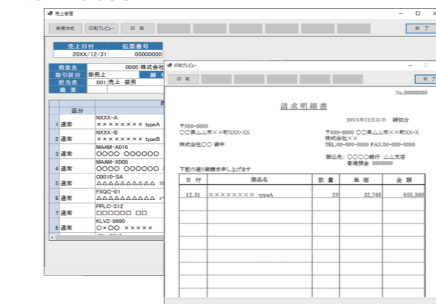 売上管理
新規作成 印刷プレビュー 印 刷 終 了
売上日付 伝票番号
20XX/12/31 00000000
得意先 0000 株式会社
取引区分 掛売上
担当者 001 売上 益男
摘 要
区分
NXXX-A
1 通常 ×××××××× typeA
NXXX-B
2 通常 ×××××××× typeB
MAAM-A016
3 通常 〇〇〇〇 〇〇〇〇〇〇
MAAM-X008
4 通常 〇〇〇〇 〇〇〇〇〇〇
C001D-SA
5 通常 △△△△△△△△△△
FXQC-01
6 通常 △△△△△△△△△△
PPLO-512
7 通常 □□□□□□ □□
KLVZ-9990
8 通常 〇×〇〇 ×××××
印刷プレビュー
印 刷 終 了
No.00000000
請求明細書
20XX年12月31日 締切分
〒000-0000
〇〇県△△市××町XXX-XX
株式会社〇〇 御中
〒000-0000 〇〇県△△市××町XX-X
株式会社××
TEL:00-000-0000 FAX:00-000-0000
振込先: 〇〇〇〇銀行 △△支店
普通預金 0000000
下記の通り御請求申し上げます
日 付 商品名 数 量 単 価 金 額
12.31 ×××××××× typeA 20 32,768 655,360